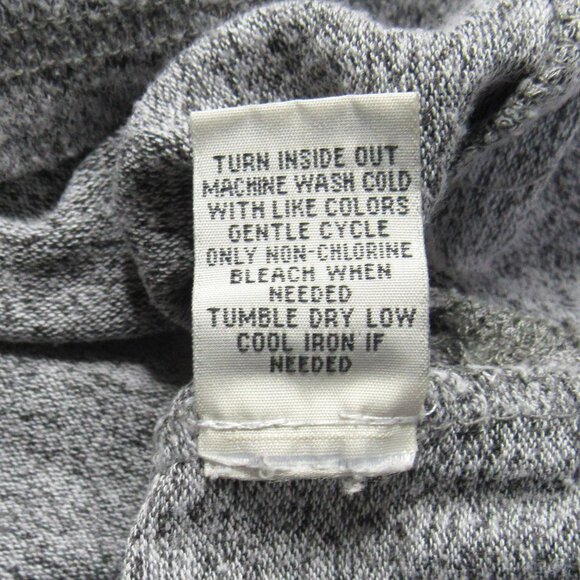 TURN INSIDE OUT
MACHINE WASH COLD
WITH LIKE COLORS
GENTLE CYCLE
ONLY NON-CHLORINE
BLEACH WHEN
NEEDED
TUMBLE DRY LOW
COOL IRON IF
NEEDED